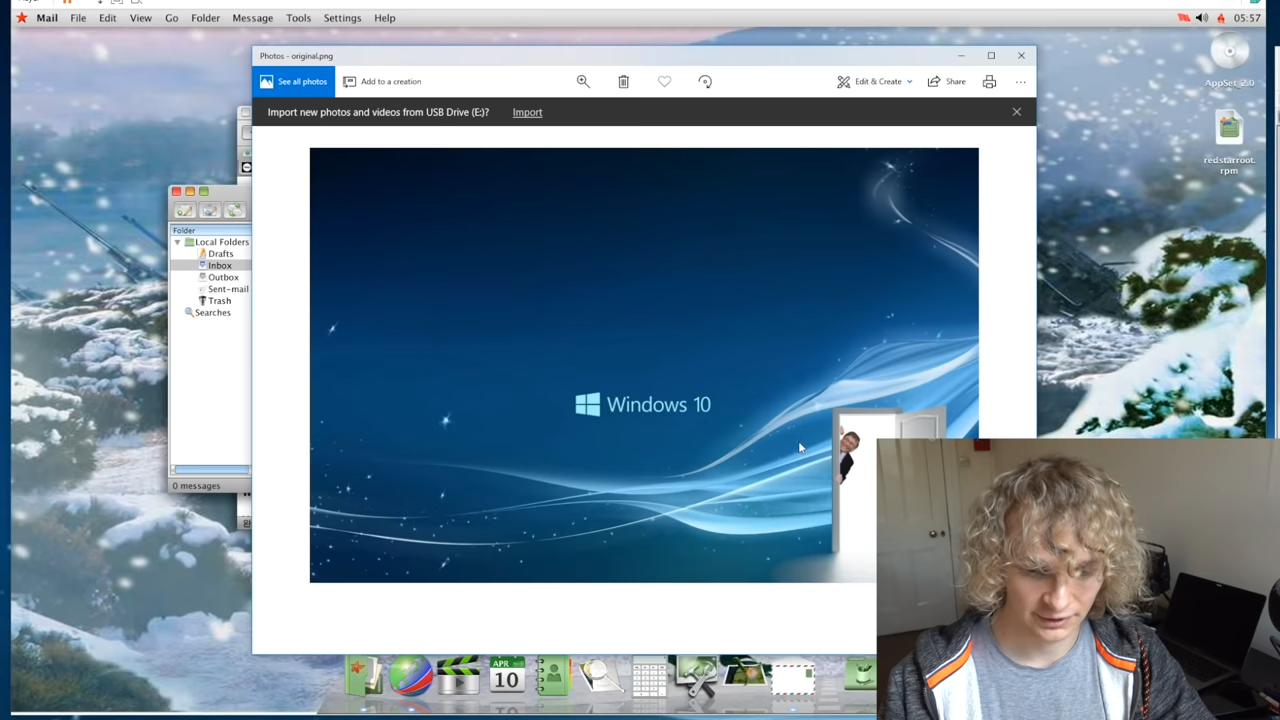 Mail File Edit View Go Folder Message Tools Settings Help
05:57
Photos - original.png
See all photos
Add to a creation
Edit & Create
Share
Import new photos and videos from USB Drive (E:)?
Import
AppSet_2.0
redstarroot.
rpm
Folder
Local Folders
Drafts
Inbox
Outbox
Sent-mail
Trash
Searches
0 messages
Windows 10
APR
10